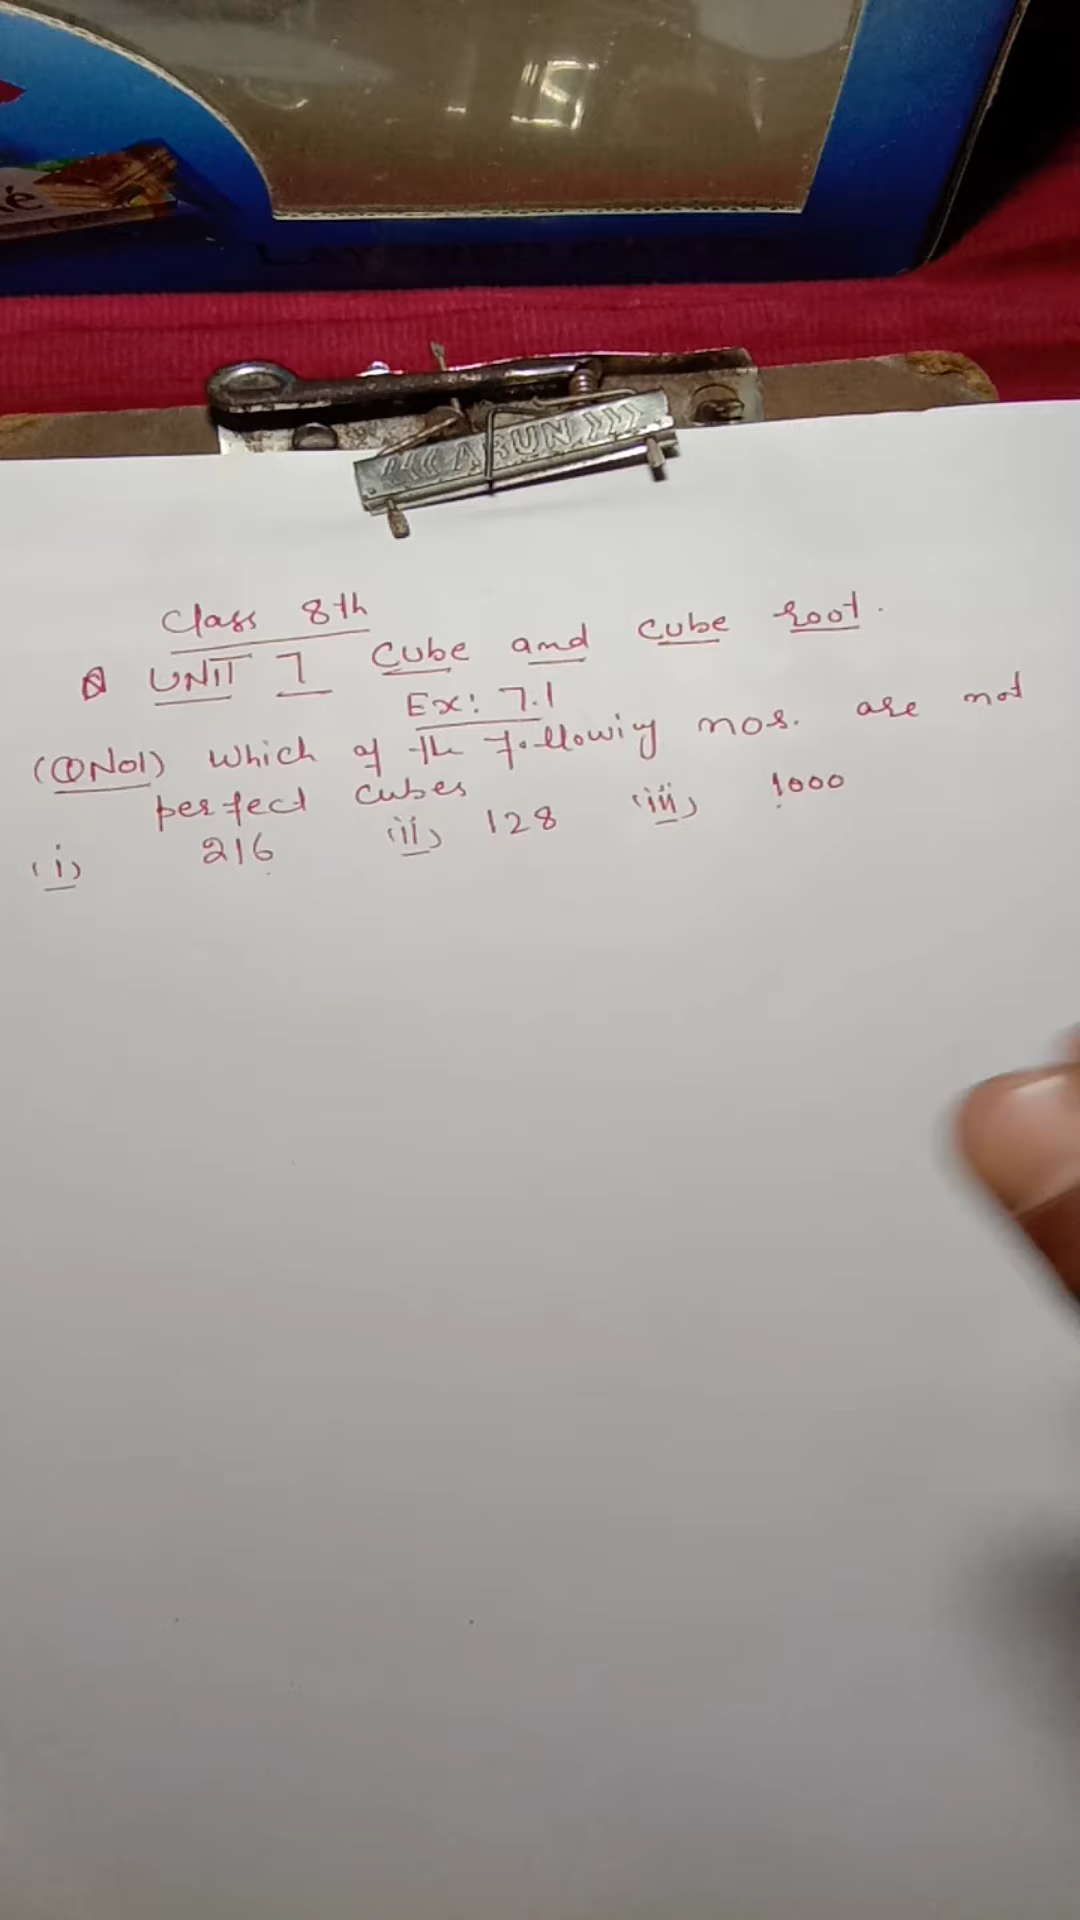 ARUN
Class 8th
UNIT 7 Cube and Cube root.
Ex: 7.1
(QNo1) Which of the following nos. are not
perfect cubes
(i) 216 (ii) 128 (iii) 1000